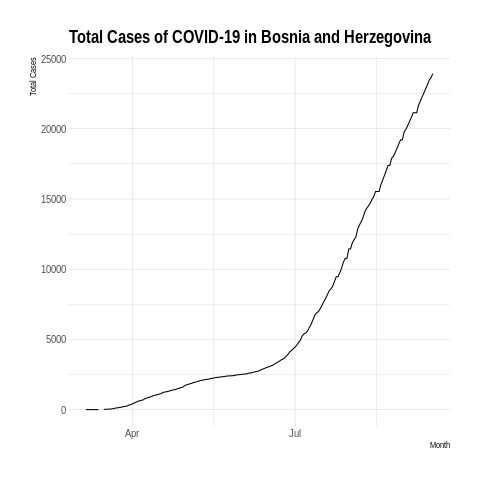 Total Cases of COVID-19 in Bosnia and Herzegovina
Total Cases
25000
20000
15000
10000
5000
0
Apr
Jul
Month